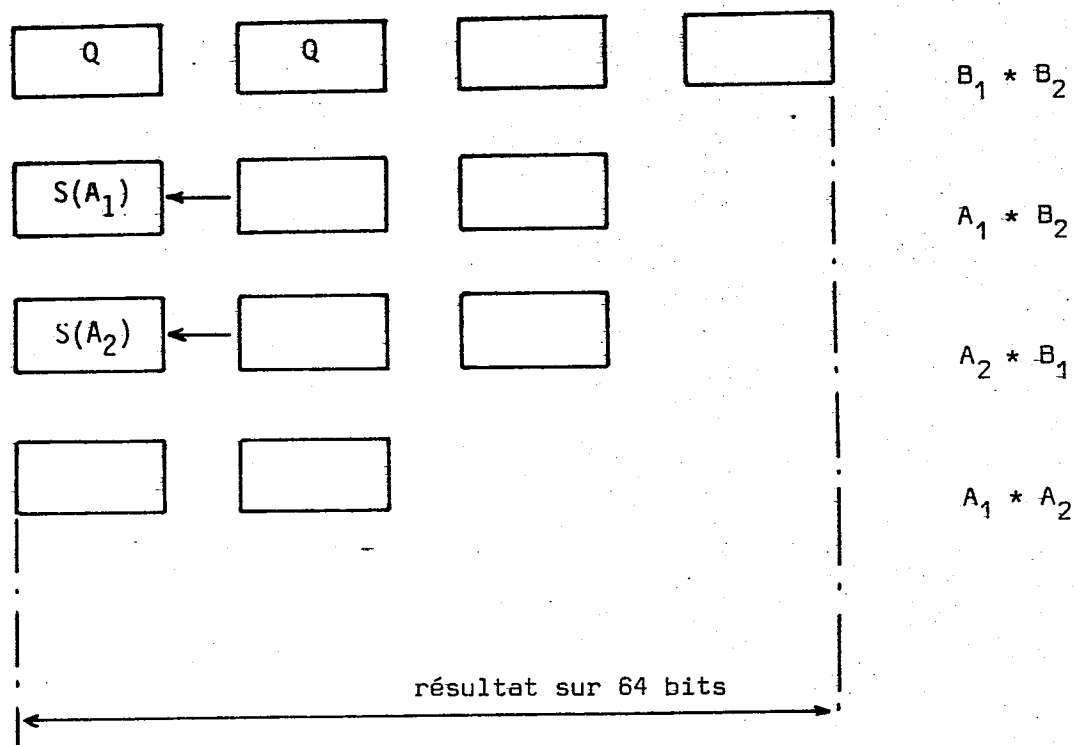 Q Q B₁ * B₂
S(A₁) A₁ * B₂
S(A₂) A₂ * B₁
A₁ * A₂
résultat sur 64 bits